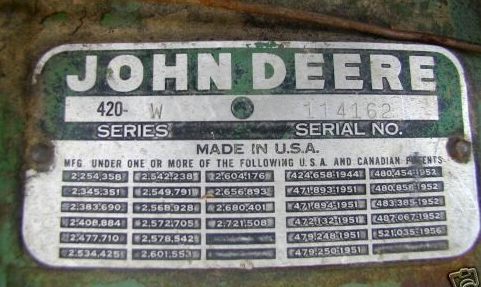 JOHN DEERE
420- W 114162
SERIES SERIAL NO.
MADE IN U.S.A.
MFG. UNDER ONE OR MORE OF THE FOLLOWING U.S.A. AND CANADIAN PATENTS
2,254,358 2,542,238 2,604,176 424,658-1944 480,454-1952
2,345,351 2,549,791 2,656,893 471,893-1951 480,855-1952
2,383,690 2,568,928 2,680,401 471,894-1951 483,385-1952
2,408,884 2,572,705 2,721,508 472,132-1951 487,067-1952
2,477,710 2,578,542 479,248-1951 521,035-1956
2,534,425 2,601,553 479,250-1951